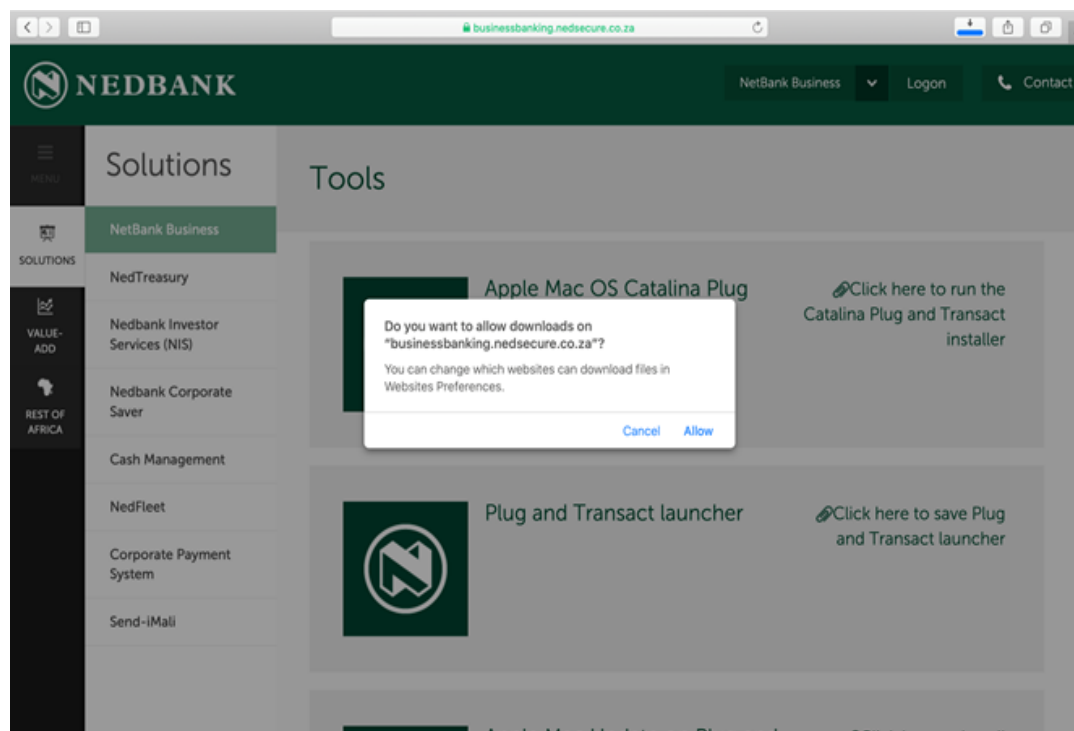 businessbanking.nedsecure.co.za
NEDBANK
NetBank Business
Logon
Contact
MENU
SOLUTIONS
VALUE-
ADD
REST OF
AFRICA
Solutions
NetBank Business
NedTreasury
Nedbank Investor
Services (NIS)
Nedbank Corporate
Saver
Cash Management
NedFleet
Corporate Payment
System
Send-iMali
Tools
Apple Mac OS Catalina Plug
Click here to run the
Catalina Plug and Transact
installer
Do you want to allow downloads on
“businessbanking.nedsecure.co.za”?
You can change which websites can download files in
Websites Preferences.
Cancel
Allow
Plug and Transact launcher
Click here to save Plug
and Transact launcher